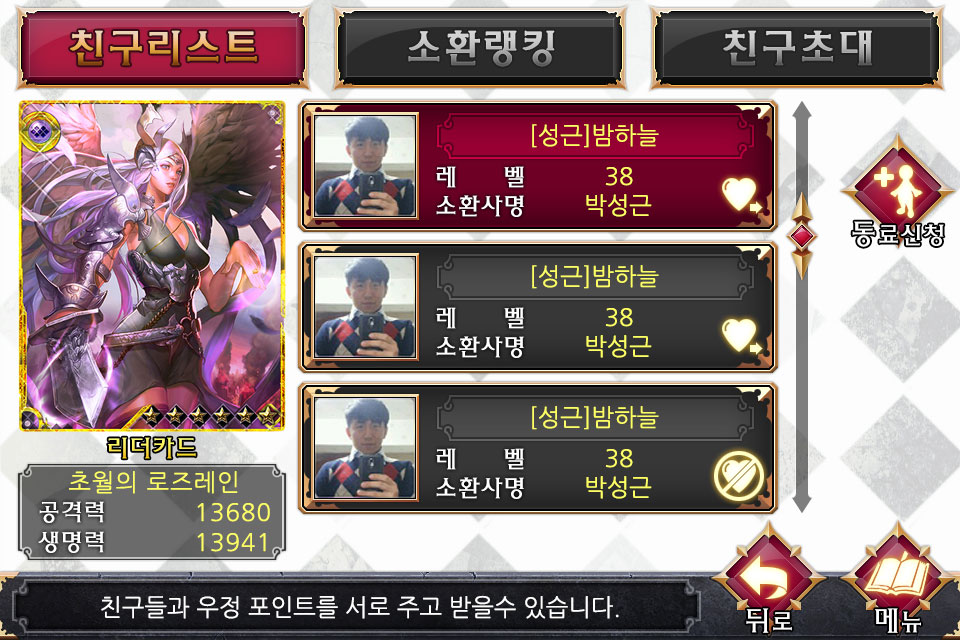 친구리스트
소환랭킹
친구초대
[성근]밤하늘
레 벨 38
소환사명 박성근
[성근]밤하늘
레 벨 38
소환사명 박성근
[성근]밤하늘
레 벨 38
소환사명 박성근
동료신청
리더카드
초월의 로즈레인
공격력 13680
생명력 13941
친구들과 우정 포인트를 서로 주고 받을수 있습니다.
뒤로
메뉴